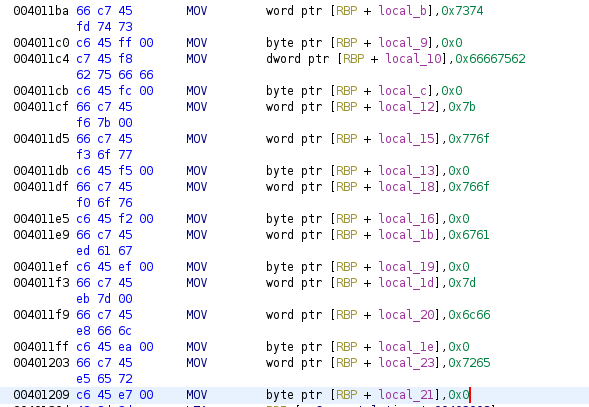 004011ba 66 c7 45 MOV word ptr [RBP + local_b],0x7374
fd 74 73
004011c0 c6 45 ff 00 MOV byte ptr [RBP + local_9],0x0
004011c4 c7 45 f8 MOV dword ptr [RBP + local_10],0x66667562
62 75 66 66
004011cb c6 45 fc 00 MOV byte ptr [RBP + local_c],0x0
004011cf 66 c7 45 MOV word ptr [RBP + local_12],0x7b
f6 7b 00
004011d5 66 c7 45 MOV word ptr [RBP + local_15],0x776f
f3 6f 77
004011db c6 45 f5 00 MOV byte ptr [RBP + local_13],0x0
004011df 66 c7 45 MOV word ptr [RBP + local_18],0x766f
f0 6f 76
004011e5 c6 45 f2 00 MOV byte ptr [RBP + local_16],0x0
004011e9 66 c7 45 MOV word ptr [RBP + local_1b],0x6761
ed 61 67
004011ef c6 45 ef 00 MOV byte ptr [RBP + local_19],0x0
004011f3 66 c7 45 MOV word ptr [RBP + local_1d],0x7d
eb 7d 00
004011f9 66 c7 45 MOV word ptr [RBP + local_20],0x6c66
e8 66 6c
004011ff c6 45 ea 00 MOV byte ptr [RBP + local_1e],0x0
00401203 66 c7 45 MOV word ptr [RBP + local_23],0x7265
e5 65 72
00401209 c6 45 e7 00 MOV byte ptr [RBP + local_21],0x0